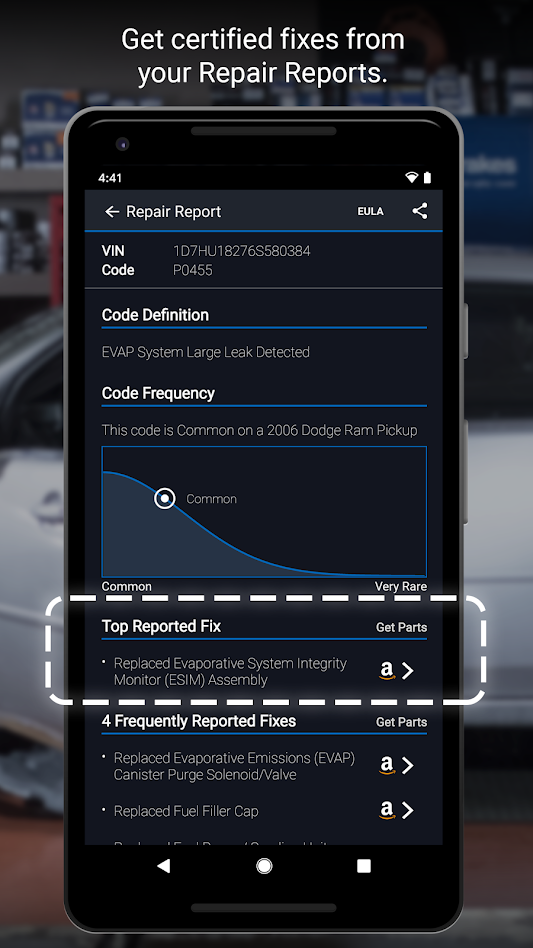 Get certified fixes from
your Repair Reports.
4:41
Repair Report
EULA
VIN 1D7HU18276S580384
Code P0455
Code Definition
EVAP System Large Leak Detected
Code Frequency
This code is Common on a 2006 Dodge Ram Pickup
Common
Common Very Rare
Top Reported Fix Get Parts
• Replaced Evaporative System Integrity
Monitor (ESIM) Assembly
a
4 Frequently Reported Fixes Get Parts
• Replaced Evaporative Emissions (EVAP)
Canister Purge Solenoid/Valve
a
• Replaced Fuel Filler Cap
a